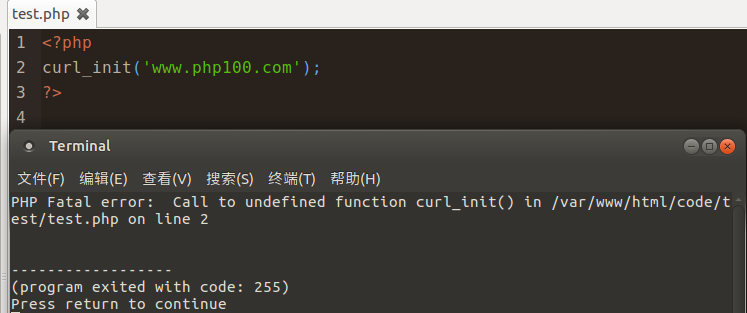 test.php
1 <?php
2 curl_init('www.php100.com');
3 ?>
4
Terminal
文件(F) 编辑(E) 查看(V) 搜索(S) 终端(T) 帮助(H)
PHP Fatal error:  Call to undefined function curl_init() in /var/www/html/code/t
est/test.php on line 2
------------------
(program exited with code: 255)
Press return to continue